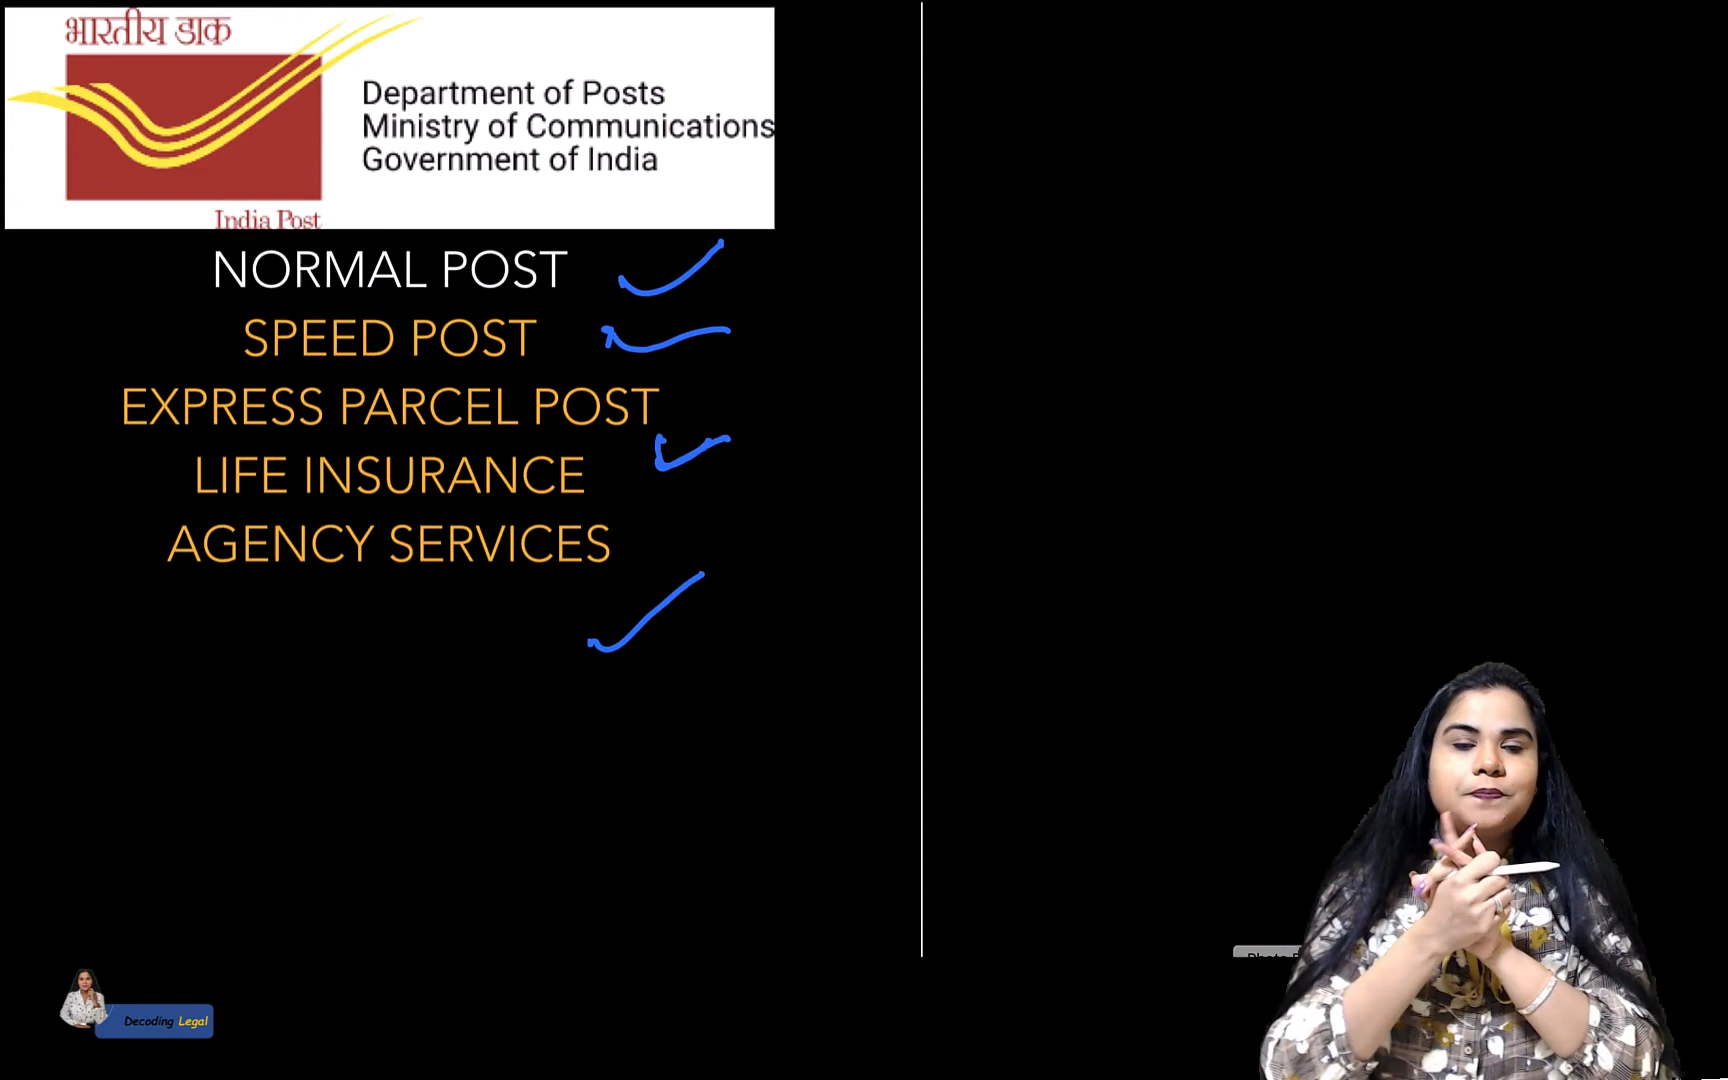 भारतीय डाक
Department of Posts
Ministry of Communications
Government of India
India Post
NORMAL POST
SPEED POST
EXPRESS PARCEL POST
LIFE INSURANCE
AGENCY SERVICES
Decoding Legal